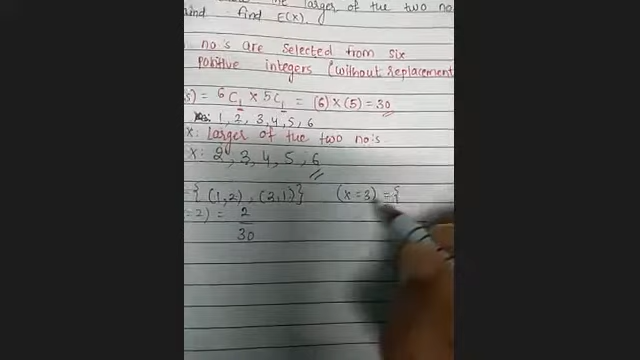 the larger of the two no
find E(X).
no's are selected from six
positive integers (without replacement
s) = 6C1 x 5C1 = (6) x (5) = 30
1, 2, 3, 4, 5, 6
x: larger of the two no's
x: 2, 3, 4, 5, 6
= { (1,2), (2,1) } (x = 3) = {
= 2) = 2
30